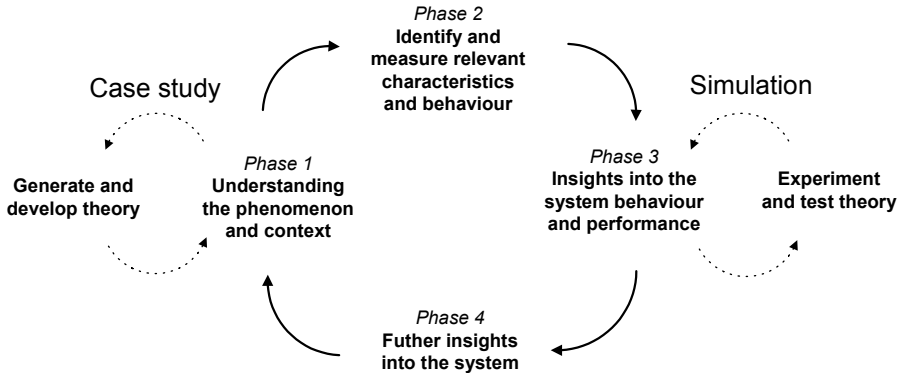 Phase 2
Identify and
measure relevant
characteristics
and behaviour
Case study
Simulation
Phase 1
Understanding
the phenomenon
and context
Generate and
develop theory
Phase 3
Insights into the
system behaviour
and performance
Experiment
and test theory
Phase 4
Futher insights
into the system